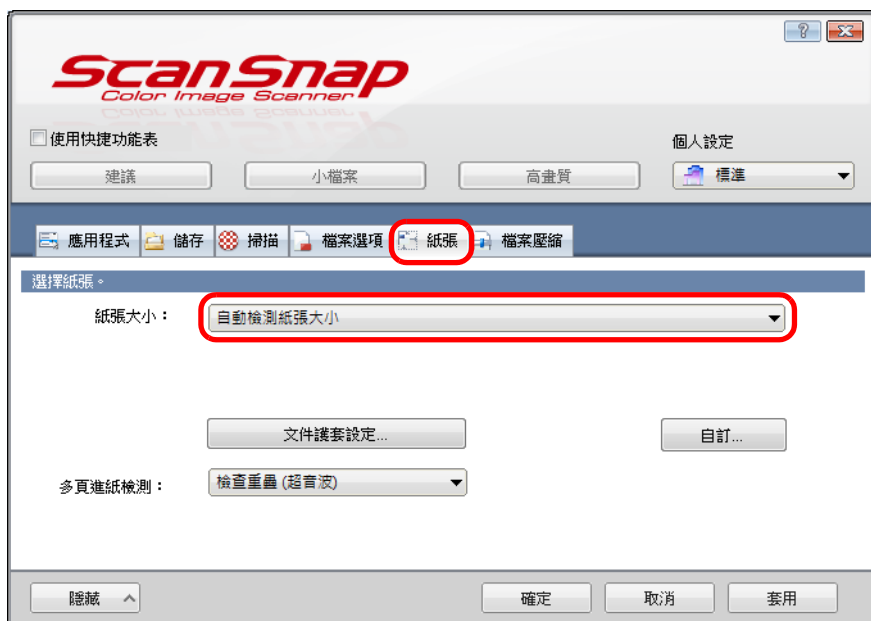 ScanSnap
Color Image Scanner
使用快捷功能表
個人設定
建議 小檔案 高畫質 標準
應用程式 儲存 掃描 檔案選項 紙張 檔案壓縮
選擇紙張。
紙張大小： 自動檢測紙張大小
文件護套設定... 自訂...
多頁進紙檢測： 檢查重疊 (超音波)
隱藏 確定 取消 套用